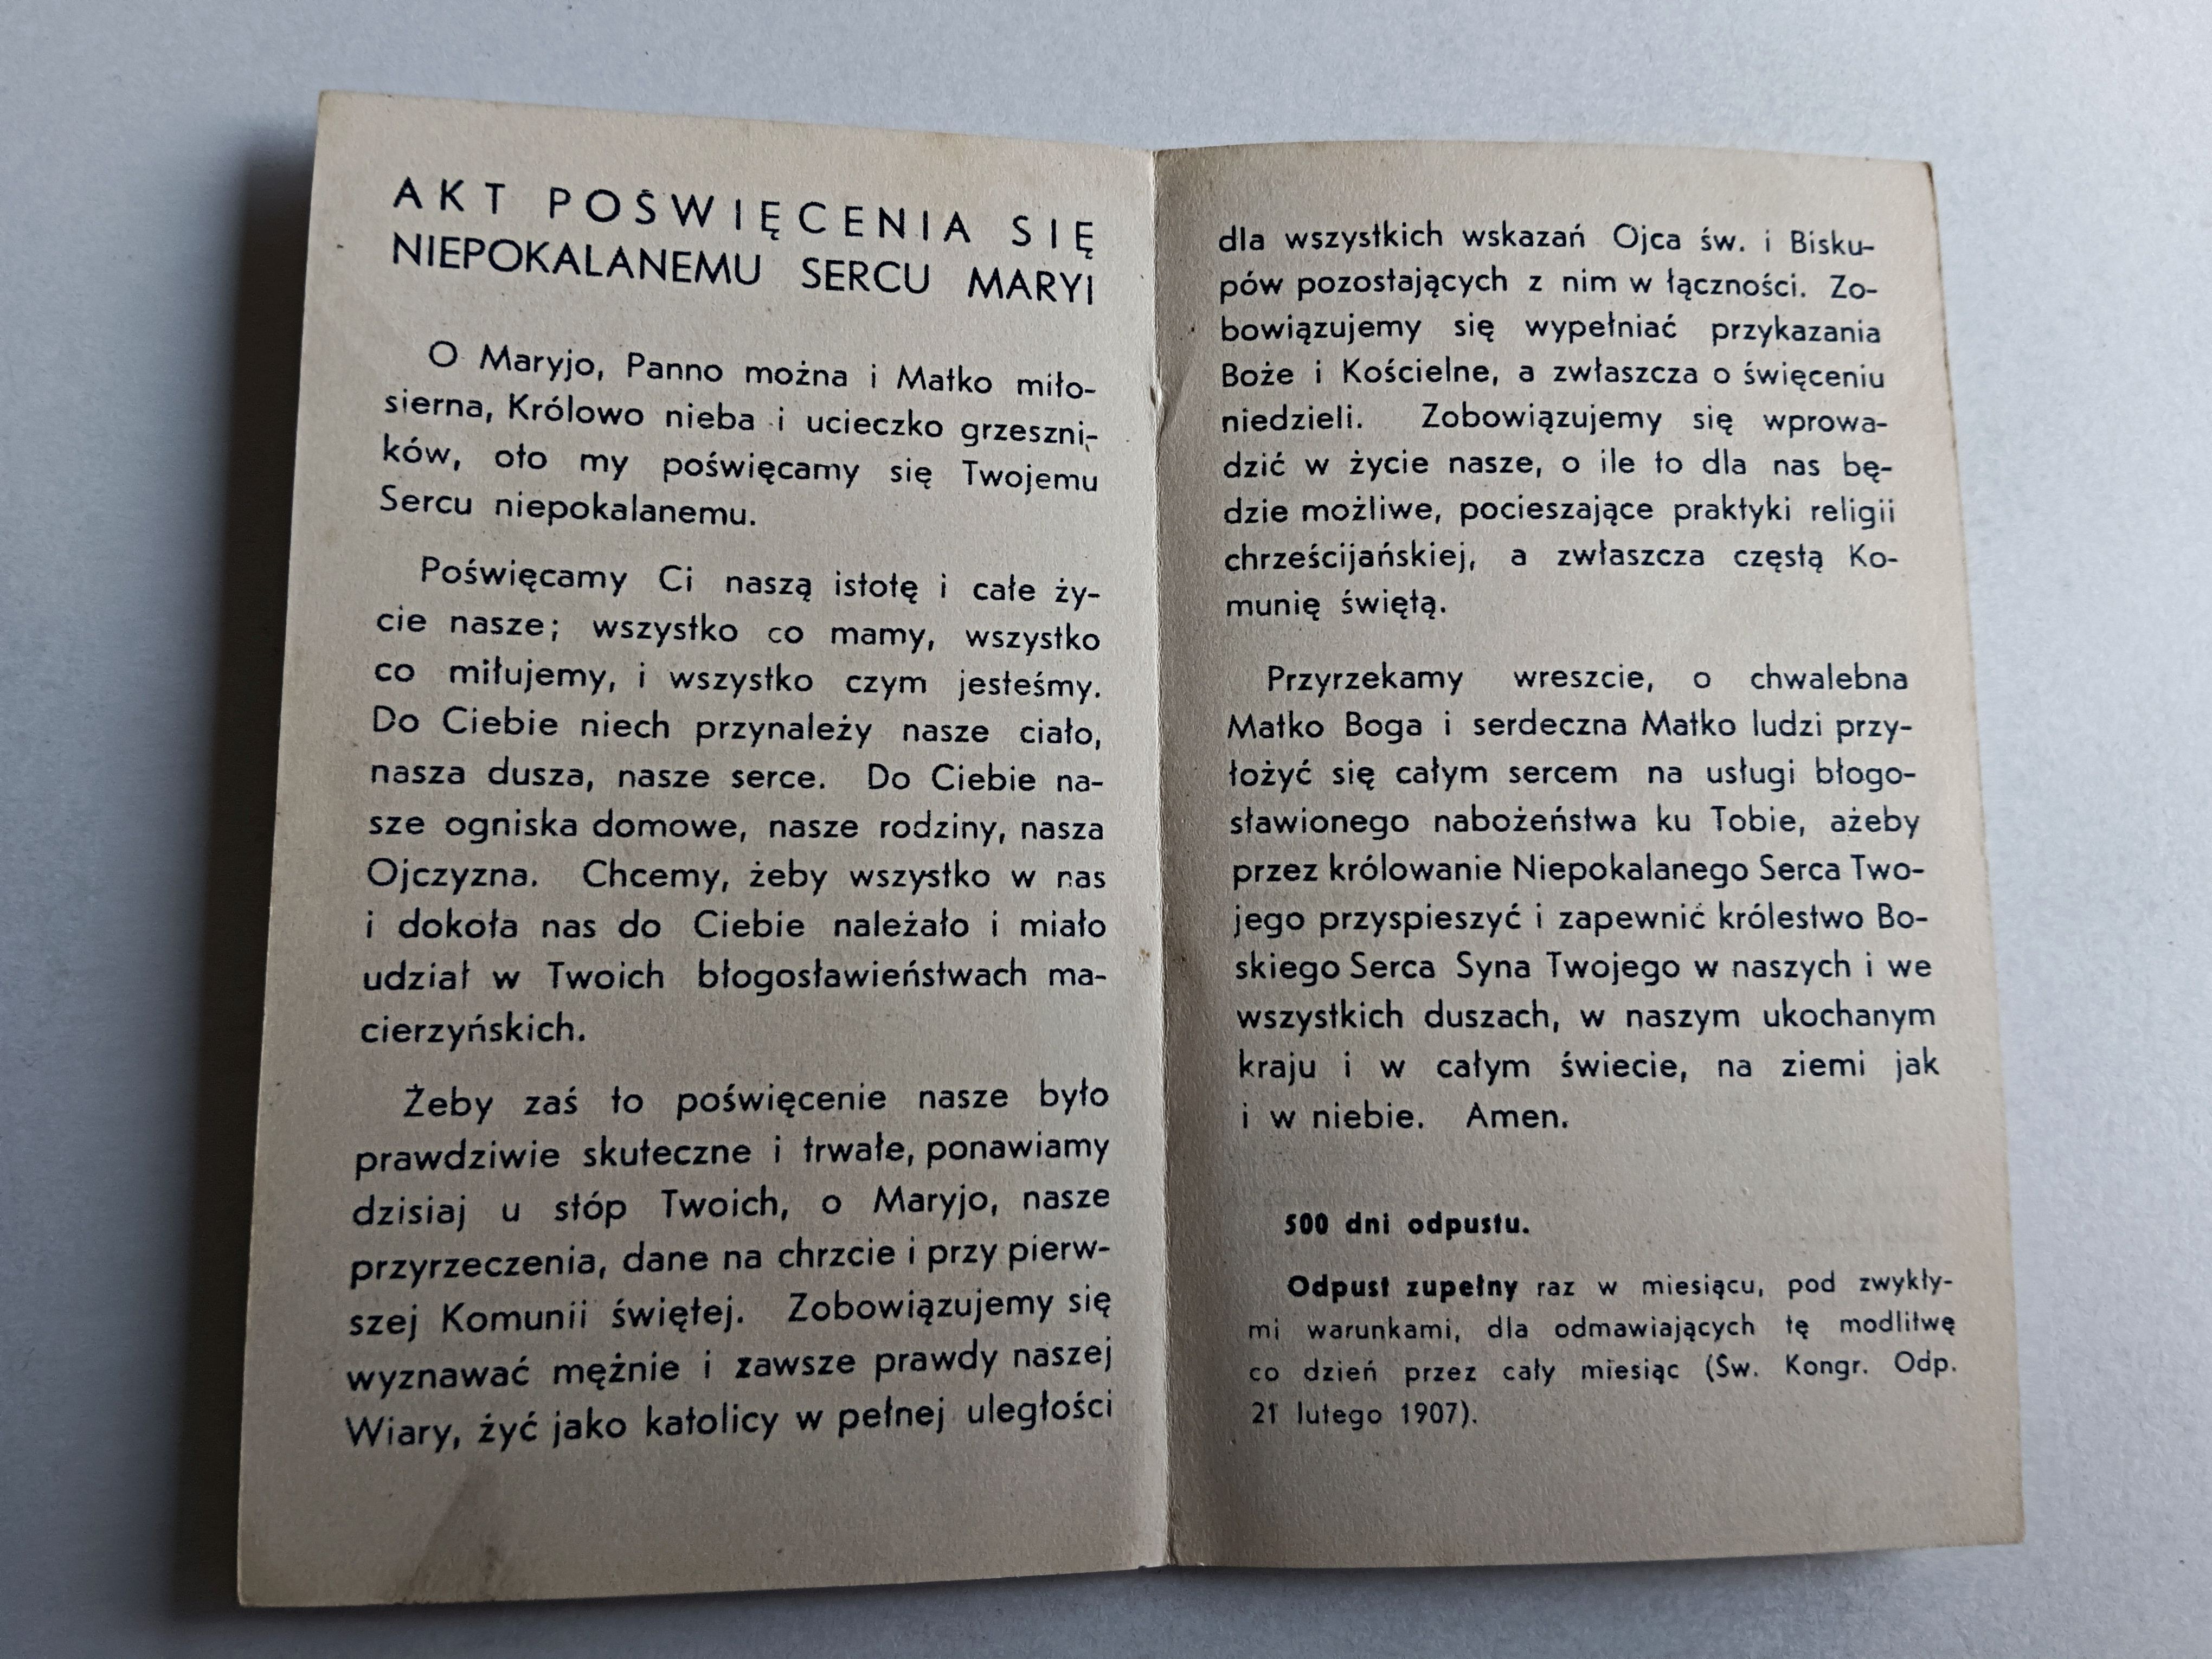 AKT POŚWIĘCENIA SIĘ
NIEPOKALANEMU SERCU MARYI
O Maryjo, Panno można i Matko miło-
sierna, Królowo nieba i ucieczko grzeszni-
ków, oto my poświęcamy się Twojemu
Sercu niepokalanemu.
Poświęcamy Ci naszą istotę i całe ży-
cie nasze; wszystko co mamy, wszystko
co miłujemy, i wszystko czym jesteśmy.
Do Ciebie niech przynależy nasze ciało,
nasza dusza, nasze serce. Do Ciebie na-
sze ogniska domowe, nasze rodziny, nasza
Ojczyzna. Chcemy, żeby wszystko w nas
i dokoła nas do Ciebie należało i miało
udział w Twoich błogosławieństwach ma-
cierzyńskich.
Żeby zaś to poświęcenie nasze było
prawdziwie skuteczne i trwałe, ponawiamy
dzisiaj u stóp Twoich, o Maryjo, nasze
przyrzeczenia, dane na chrzcie i przy pierw-
szej Komunii świętej. Zobowiązujemy się
wyznawać mężnie i zawsze prawdy naszej
Wiary, żyć jako katolicy w pełnej uległości
dla wszystkich wskazań Ojca św. i Bisku-
pów pozostających z nim w łączności. Zo-
bowiązujemy się wypełniać przykazania
Boże i Kościelne, a zwłaszcza o święceniu
niedzieli. Zobowiązujemy się wprowa-
dzić w życie nasze, o ile to dla nas bę-
dzie możliwe, pocieszające praktyki religii
chrześcijańskiej, a zwłaszcza częstą Ko-
munię świętą.
Przyrzekamy wreszcie, o chwalebna
Matko Boga i serdeczna Matko ludzi przy-
łożyć się całym sercem na usługi błogo-
sławionego nabożeństwa ku Tobie, ażeby
przez królowanie Niepokalanego Serca Two-
jego przyspieszyć i zapewnić królestwo Bo-
skiego Serca Syna Twojego w naszych i we
wszystkich duszach, w naszym ukochanym
kraju i w całym świecie, na ziemi jak
i w niebie. Amen.
500 dni odpustu.
Odpust zupełny raz w miesiącu, pod zwykły-
mi warunkami, dla odmawiających tę modlitwę
co dzień przez cały miesiąc (Św. Kongr. Odp.
21 lutego 1907).